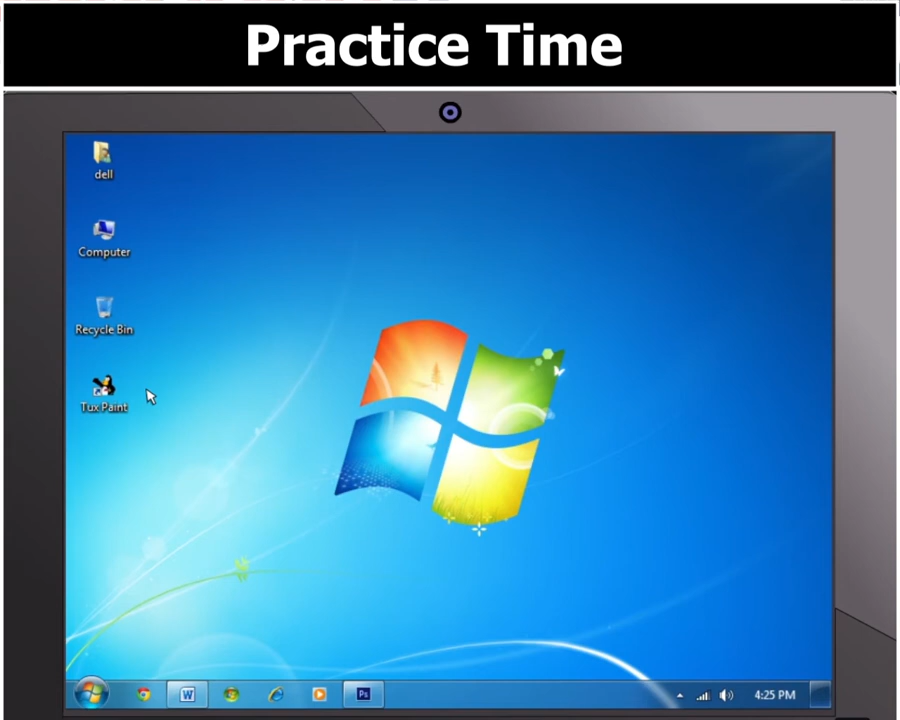 Practice Time
dell
Computer
Recycle Bin
Tux Paint
W
Ps
4:25 PM